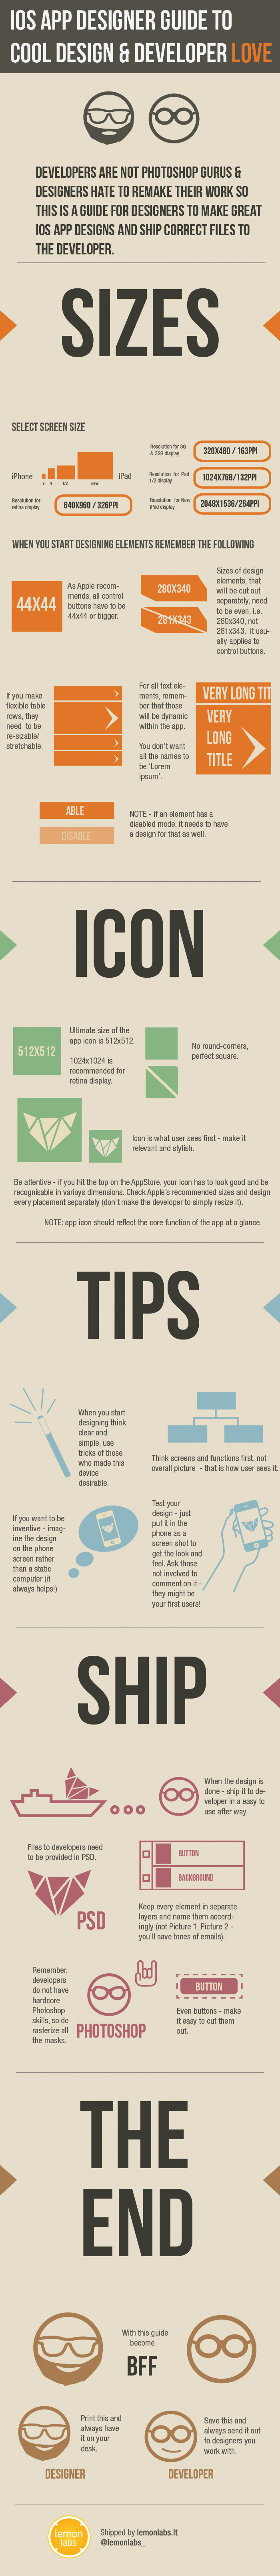 IOS APP DESIGNER GUIDE TO
COOL DESIGN & DEVELOPER LOVE
DEVELOPERS ARE NOT PHOTOSHOP GURUS &
DESIGNERS HATE TO REMAKE THEIR WORK SO
THIS IS A GUIDE FOR DESIGNERS TO MAKE GREAT
IOS APP DESIGNS AND SHIP CORRECT FILES TO
THE DEVELOPER.
SIZES
SELECT SCREEN SIZE
iPhone
3 4 1/2 New
iPad
Resolution for
retina display
640X960 / 326PPI
Resolution for 3G
& 3GS display
320X480 / 163PPI
Resolution for iPad
1/2 display
1024X768/132PPI
Resolution for New
iPad display
2048X1536/264PPI
WHEN YOU START DESIGNING ELEMENTS REMEMBER THE FOLLOWING
44X44
As Apple recom-
mends, all control
buttons have to be
44x44 or bigger.
280X340
281X343
Sizes of design
elements, that
will be cut out
separately, need
to be even, i.e.
280x340, not
281x343. It usu-
ally applies to
control buttons.
If you make
flexible table
rows, they
need to be
re-sizable/
stretchable.
For all text ele-
ments, remem-
ber that those
will be dynamic
within the app.
You don't want
all the names to
be 'Lorem
ipsum'.
VERY LONG TIT
VERY
LONG
TITLE
ABLE
DISABLE
NOTE - if an element has a
disabled mode, it needs to have
a design for that as well.
ICON
512X512
Ultimate size of the
app icon is 512x512.
1024x1024 is
recommended for
retina display.
No round-corners,
perfect square.
Icon is what user sees first - make it
relevant and stylish.
Be attentive - if you hit the top on the AppStore, your icon has to look good and be
recognisable in variuos dimensions. Check Apple's recommended sizes and design
every placement separately (don't make the developer to simply resize it).
NOTE: app icon should reflect the core function of the app at a glance.
TIPS
When you start
designing think
clear and
simple, use
tricks of those
who made this
device
desirable.
Think screens and functions first, not
overall picture - that is how user sees it.
If you want to be
inventive - imag-
ine the design
on the phone
screen rather
than a static
computer (it
always helps!)
Test your
design - just
put it in the
phone as a
screen shot to
get the look and
feel. Ask those
not involved to
comment on it -
they might be
your first users!
SHIP
When the design is
done - ship it to de-
veloper in a easy to
use after way.
Files to developers need
to be provided in PSD.
PSD
BUTTON
BACKGROUND
Keep every element in separate
layers and name them accord-
ingly (not Picture 1, Picture 2 -
you'll save tones of emails).
Remember,
developers
do not have
hardcore
Photoshop
skills, so do
rasterize all
the masks.
PHOTOSHOP
BUTTON
Even buttons - make
it easy to cut them
out.
THE
END
With this guide
become
BFF
Print this and
always have
it on your
desk.
DESIGNER
Save this and
always send it out
to designers you
work with.
DEVELOPER
lemon
labs
Shipped by lemonlabs.lt
@lemonlabs_